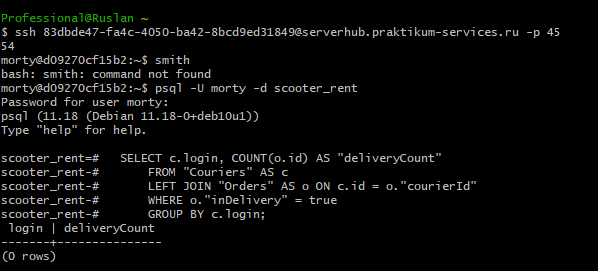 Professional@Ruslan ~
$ ssh 83dbde47-fa4c-4050-ba42-8bcd9ed31849@serverhub.praktikum-services.ru -p 45
54
morty@d09270cf15b2:~$ smith
bash: smith: command not found
morty@d09270cf15b2:~$ psql -U morty -d scooter_rent
Password for user morty:
psql (11.18 (Debian 11.18-0+deb10u1))
Type "help" for help.

scooter_rent=#   SELECT c.login, COUNT(o.id) AS "deliveryCount"
scooter_rent-#       FROM "Couriers" AS c
scooter_rent-#       LEFT JOIN "Orders" AS o ON c.id = o."courierId"
scooter_rent-#       WHERE o."inDelivery" = true
scooter_rent-#       GROUP BY c.login;
 login | deliveryCount
-------+---------------
(0 rows)